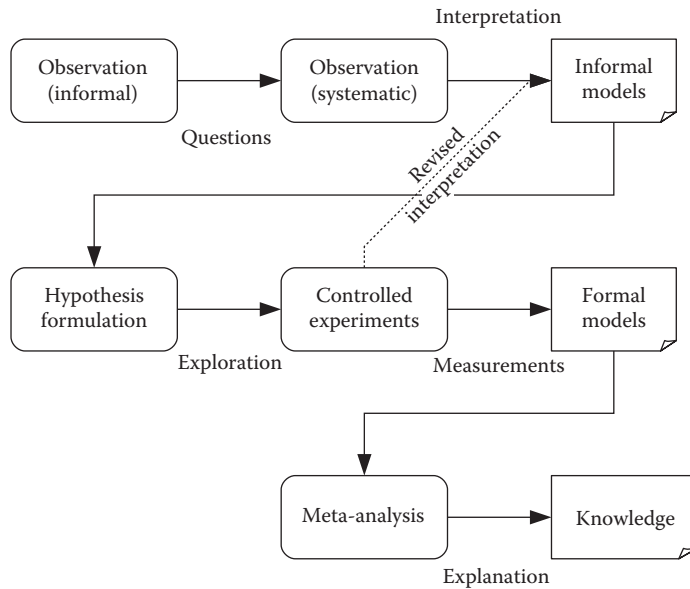 Interpretation
Observation
(informal)
Observation
(systematic)
Informal
models
Questions
Revised
interpretation
Hypothesis
formulation
Controlled
experiments
Formal
models
Exploration
Measurements
Meta-analysis
Knowledge
Explanation